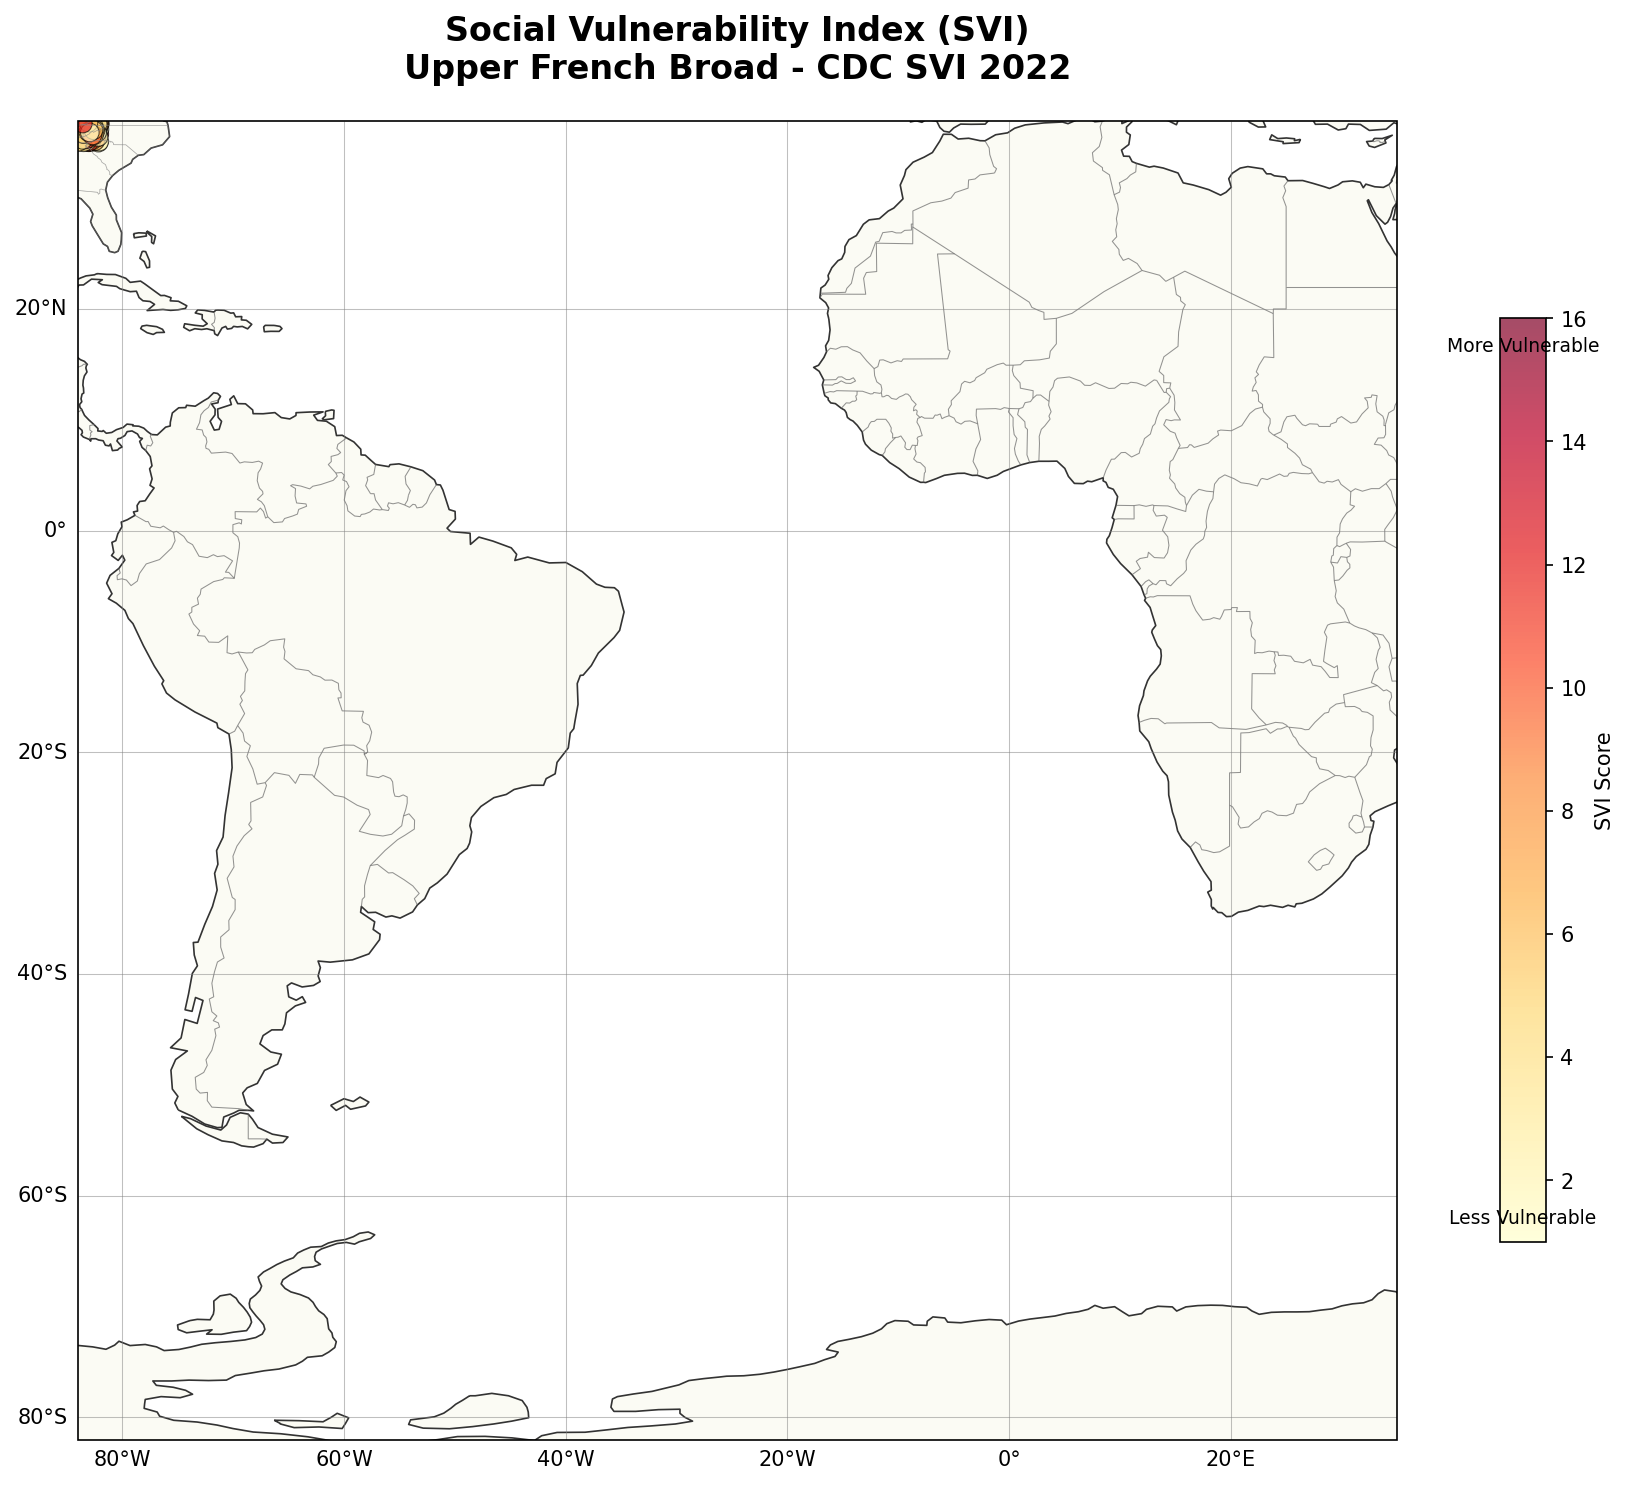 Social Vulnerability Index (SVI)
Upper French Broad - CDC SVI 2022
20°N
0°
20°S
40°S
60°S
80°S
80°W
60°W
40°W
20°W
0°
20°E
16
More Vulnerable
14
12
10
8
6
4
2
Less Vulnerable
SVI Score